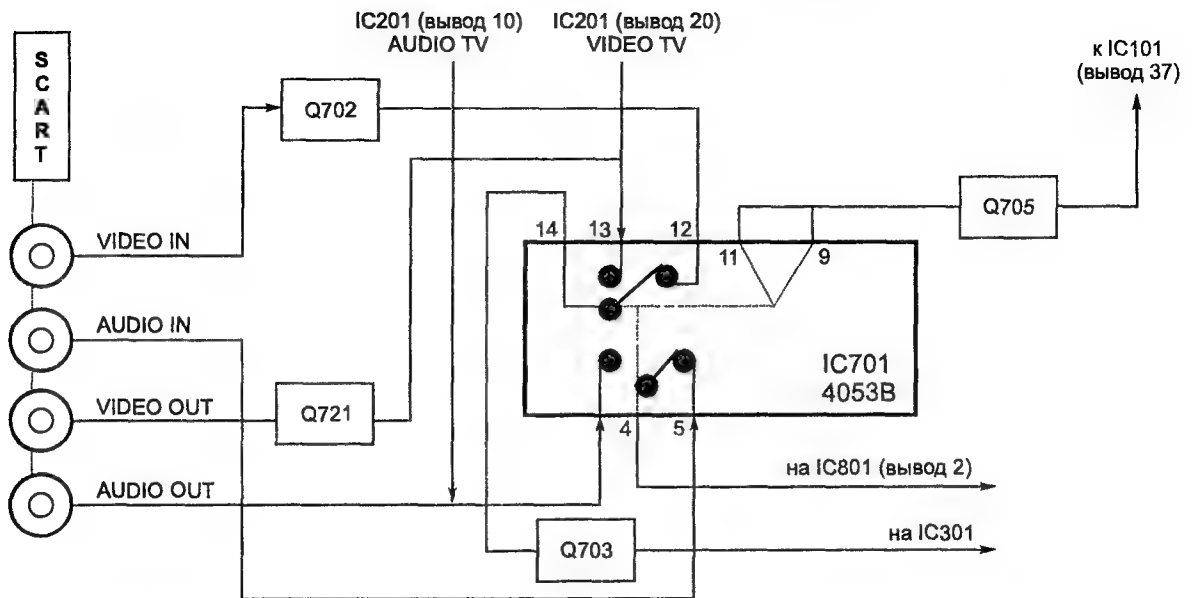 IC201 (вывод 10)
AUDIO TV
IC201 (вывод 20)
VIDEO TV
к IC101
(вывод 37)
SCART
Q702
Q705
14
13
12
11
9
VIDEO IN
AUDIO IN
IC701
4053B
VIDEO OUT
Q721
4
5
на IC801 (вывод 2)
AUDIO OUT
Q703
на IC301